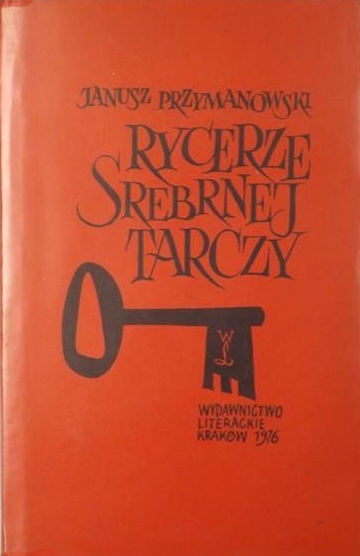 JANUSZ PRZYMANOWSKI
RYCERZE
SREBRNEJ
TARCZY
WL
WYDAWNICTWO
LITERACKIE
KRAKÓW 1976